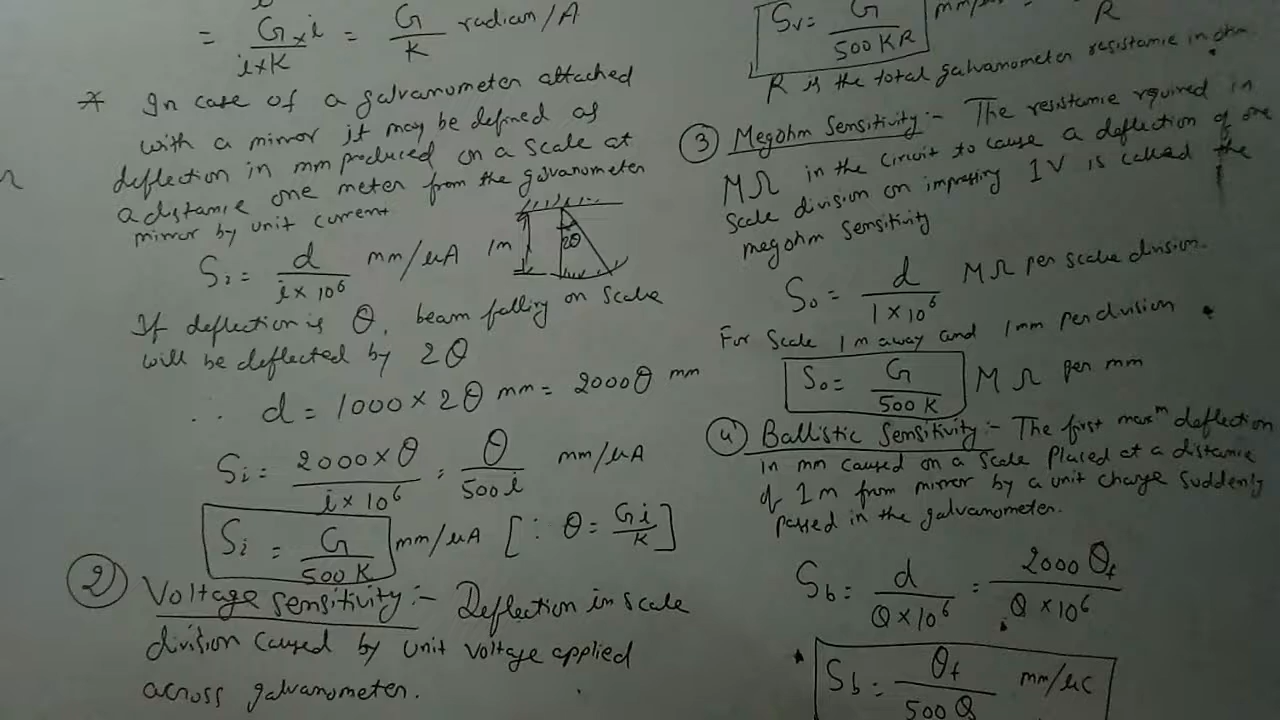 = G×i / i×K = G / K radian/A
* In case of a galvanometer attached
with a mirror it may be defined as
deflection in mm produced on a scale at
a distance one meter from the galvanometer
mirror by unit current
Si = d / i×10⁶ mm/μA
1m
2θ
If deflection is θ, beam falling on scale
will be deflected by 2θ
∴ d = 1000 × 2θ mm = 2000θ mm
Si = 2000×θ / i×10⁶ = θ / 500i mm/μA
Si = G / 500K mm/μA [∵ θ = Gi / K]
② Voltage sensitivity :- Deflection in scale
division caused by unit voltage applied
across galvanometer.
Sv = G / 500KR
R
R is the total galvanometer resistance in ohm.
③ Megohm Sensitivity :- The resistance required in
MΩ in the circuit to cause a deflection of one
scale division on impressing 1V is called the
megohm sensitivity
So = d / 1×10⁶ MΩ per scale division.
For scale 1m away and 1mm per division
So = G / 500K MΩ per mm
④ Ballistic Sensitivity :- The first maxᵐ deflection
in mm caused on a scale placed at a distance
of 1m from mirror by a unit charge suddenly
passed in the galvanometer.
Sb = d / Q×10⁶ = 2000 θf / Q×10⁶
Sb = θf / 500Q mm/μC